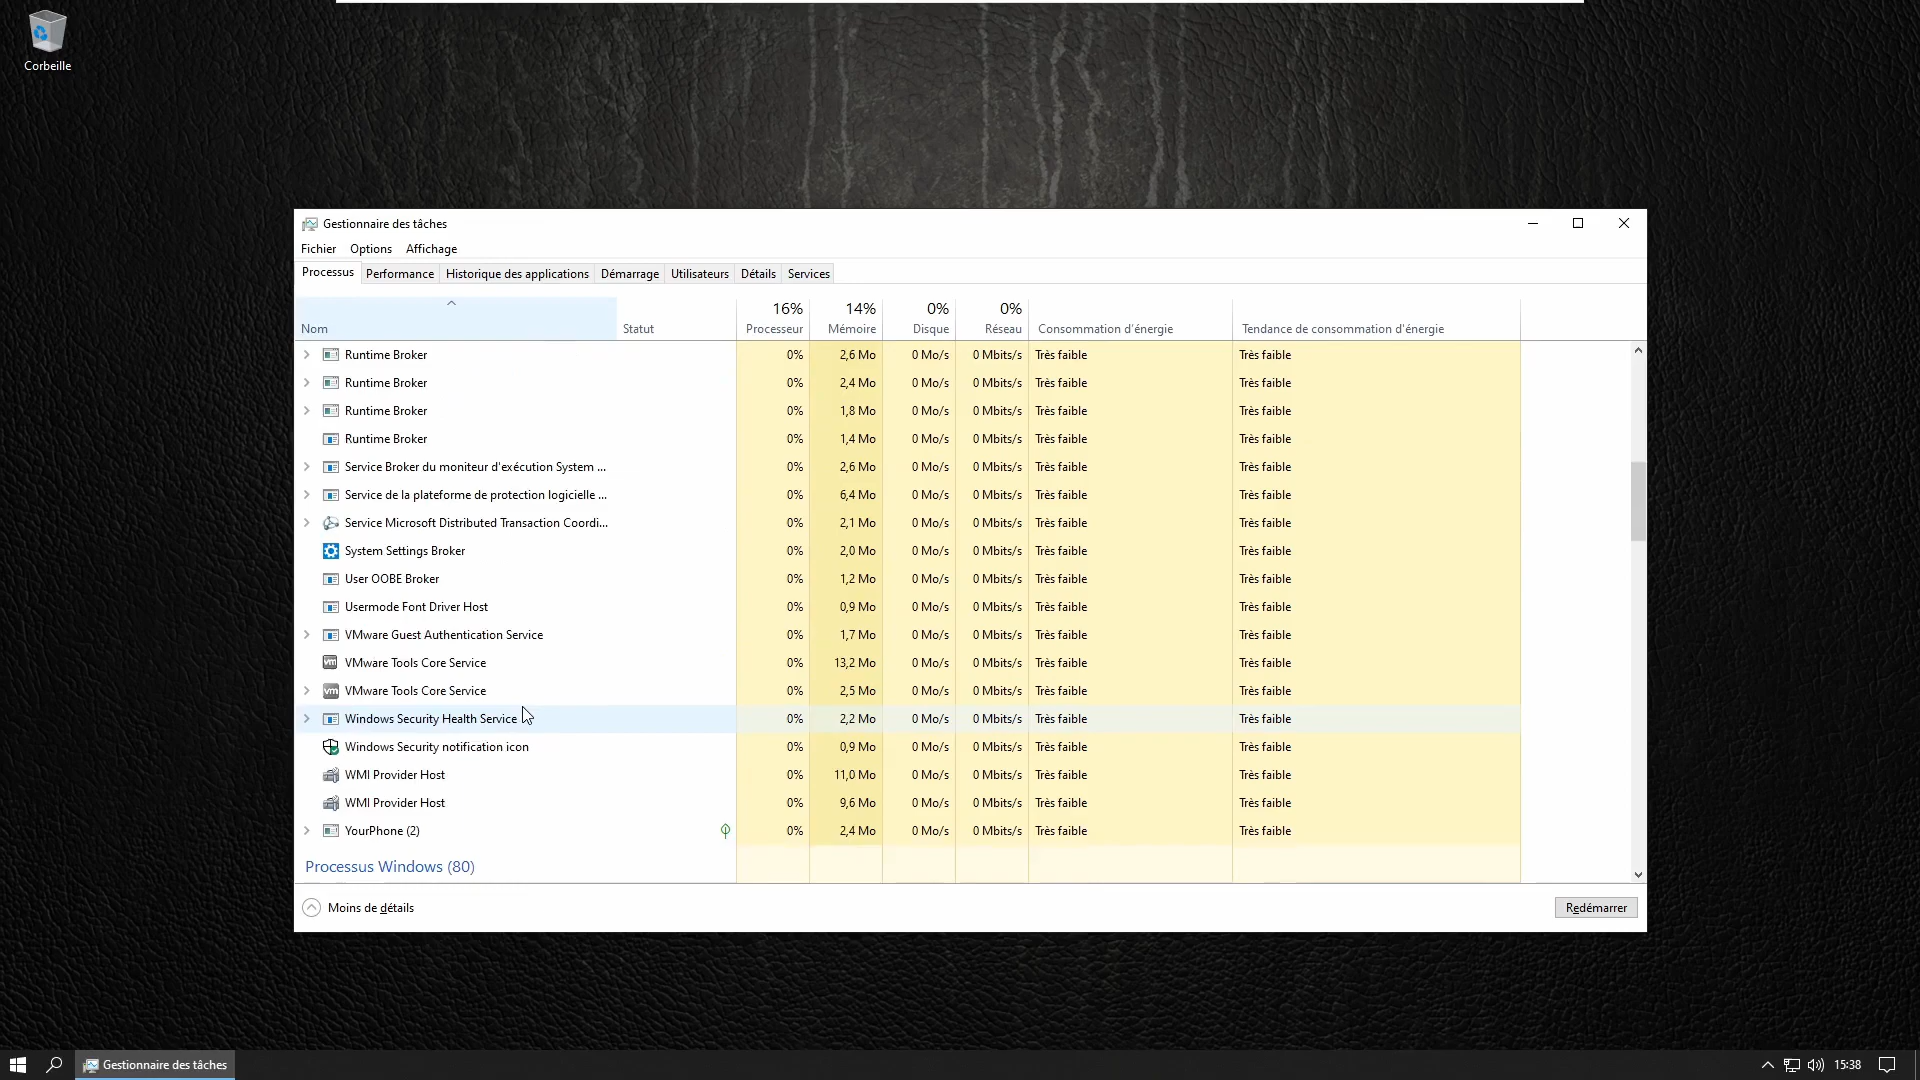 Corbeille
Gestionnaire des tâches
Fichier Options Affichage
Processus Performance Historique des applications Démarrage Utilisateurs Détails Services
16% 14% 0% 0%
Nom Statut Processeur Mémoire Disque Réseau Consommation d'énergie Tendance de consommation d'énergie
Runtime Broker 0% 2,6 Mo 0 Mo/s 0 Mbits/s Très faible Très faible
Runtime Broker 0% 2,4 Mo 0 Mo/s 0 Mbits/s Très faible Très faible
Runtime Broker 0% 1,8 Mo 0 Mo/s 0 Mbits/s Très faible Très faible
Runtime Broker 0% 1,4 Mo 0 Mo/s 0 Mbits/s Très faible Très faible
Service Broker du moniteur d'exécution System ... 0% 2,6 Mo 0 Mo/s 0 Mbits/s Très faible Très faible
Service de la plateforme de protection logicielle ... 0% 6,4 Mo 0 Mo/s 0 Mbits/s Très faible Très faible
Service Microsoft Distributed Transaction Coordi... 0% 2,1 Mo 0 Mo/s 0 Mbits/s Très faible Très faible
System Settings Broker 0% 2,0 Mo 0 Mo/s 0 Mbits/s Très faible Très faible
User OOBE Broker 0% 1,2 Mo 0 Mo/s 0 Mbits/s Très faible Très faible
Usermode Font Driver Host 0% 0,9 Mo 0 Mo/s 0 Mbits/s Très faible Très faible
VMware Guest Authentication Service 0% 1,7 Mo 0 Mo/s 0 Mbits/s Très faible Très faible
vm VMware Tools Core Service 0% 13,2 Mo 0 Mo/s 0 Mbits/s Très faible Très faible
vm VMware Tools Core Service 0% 2,5 Mo 0 Mo/s 0 Mbits/s Très faible Très faible
Windows Security Health Service 0% 2,2 Mo 0 Mo/s 0 Mbits/s Très faible Très faible
Windows Security notification icon 0% 0,9 Mo 0 Mo/s 0 Mbits/s Très faible Très faible
WMI Provider Host 0% 11,0 Mo 0 Mo/s 0 Mbits/s Très faible Très faible
WMI Provider Host 0% 9,6 Mo 0 Mo/s 0 Mbits/s Très faible Très faible
YourPhone (2) 0% 2,4 Mo 0 Mo/s 0 Mbits/s Très faible Très faible
Processus Windows (80)
Moins de détails Redémarrer
Gestionnaire des tâches 15:38